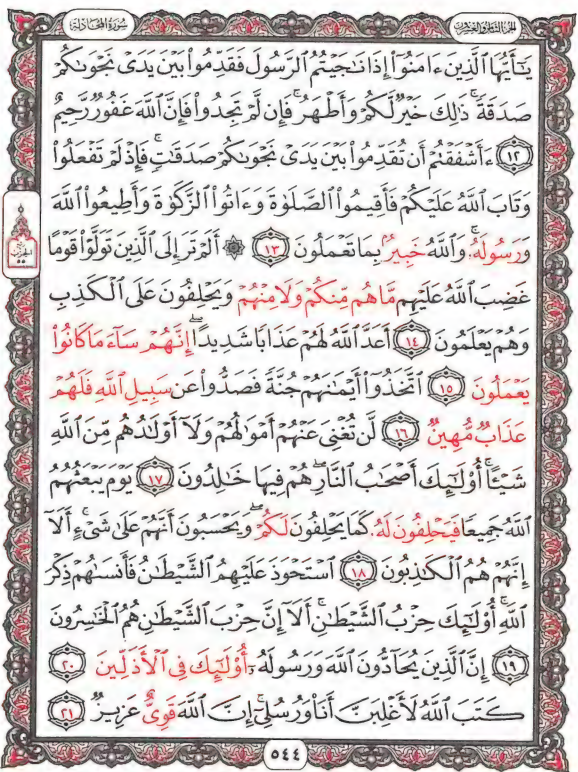 الجزء الثامن والعشرون
سورة المجادلة
يَٰٓأَيُّهَا ٱلَّذِينَ ءَامَنُوٓا۟ إِذَا نَٰجَيْتُمُ ٱلرَّسُولَ فَقَدِّمُوا۟ بَيْنَ يَدَىْ نَجْوَىٰكُمْ
صَدَقَةً ۚ ذَٰلِكَ خَيْرٌ لَّكُمْ وَأَطْهَرُ ۚ فَإِن لَّمْ تَجِدُوا۟ فَإِنَّ ٱللَّهَ غَفُورٌ رَّحِيمٌ
١٢ ءَأَشْفَقْتُمْ أَن تُقَدِّمُوا۟ بَيْنَ يَدَىْ نَجْوَىٰكُمْ صَدَقَٰتٍ ۚ فَإِذْ لَمْ تَفْعَلُوا۟
وَتَابَ ٱللَّهُ عَلَيْكُمْ فَأَقِيمُوا۟ ٱلصَّلَوٰةَ وَءَاتُوا۟ ٱلزَّكَوٰةَ وَأَطِيعُوا۟ ٱللَّهَ
وَرَسُولَهُۥ ۚ وَٱللَّهُ خَبِيرٌۢ بِمَا تَعْمَلُونَ ١٣ ۞ أَلَمْ تَرَ إِلَى ٱلَّذِينَ تَوَلَّوْا۟ قَوْمًا
غَضِبَ ٱللَّهُ عَلَيْهِم مَّا هُم مِّنكُمْ وَلَا مِنْهُمْ وَيَحْلِفُونَ عَلَى ٱلْكَذِبِ
وَهُمْ يَعْلَمُونَ ١٤ أَعَدَّ ٱللَّهُ لَهُمْ عَذَابًا شَدِيدًا ۖ إِنَّهُمْ سَآءَ مَا كَانُوا۟
يَعْمَلُونَ ١٥ ٱتَّخَذُوٓا۟ أَيْمَٰنَهُمْ جُنَّةً فَصَدُّوا۟ عَن سَبِيلِ ٱللَّهِ فَلَهُمْ
عَذَابٌ مُّهِينٌ ١٦ لَّن تُغْنِىَ عَنْهُمْ أَمْوَٰلُهُمْ وَلَآ أَوْلَٰدُهُم مِّنَ ٱللَّهِ
شَيْـًٔا ۚ أُو۟لَٰٓئِكَ أَصْحَٰبُ ٱلنَّارِ ۖ هُمْ فِيهَا خَٰلِدُونَ ١٧ يَوْمَ يَبْعَثُهُمُ
ٱللَّهُ جَمِيعًا فَيَحْلِفُونَ لَهُۥ كَمَا يَحْلِفُونَ لَكُمْ ۖ وَيَحْسَبُونَ أَنَّهُمْ عَلَىٰ شَىْءٍ ۚ أَلَآ
إِنَّهُمْ هُمُ ٱلْكَٰذِبُونَ ١٨ ٱسْتَحْوَذَ عَلَيْهِمُ ٱلشَّيْطَٰنُ فَأَنسَىٰهُمْ ذِكْرَ
ٱللَّهِ ۚ أُو۟لَٰٓئِكَ حِزْبُ ٱلشَّيْطَٰنِ ۚ أَلَآ إِنَّ حِزْبَ ٱلشَّيْطَٰنِ هُمُ ٱلْخَٰسِرُونَ
١٩ إِنَّ ٱلَّذِينَ يُحَآدُّونَ ٱللَّهَ وَرَسُولَهُۥٓ أُو۟لَٰٓئِكَ فِى ٱلْأَذَلِّينَ ٢٠
كَتَبَ ٱللَّهُ لَأَغْلِبَنَّ أَنَا۠ وَرُسُلِىٓ ۚ إِنَّ ٱللَّهَ قَوِىٌّ عَزِيزٌ ٢١
٥٤٤